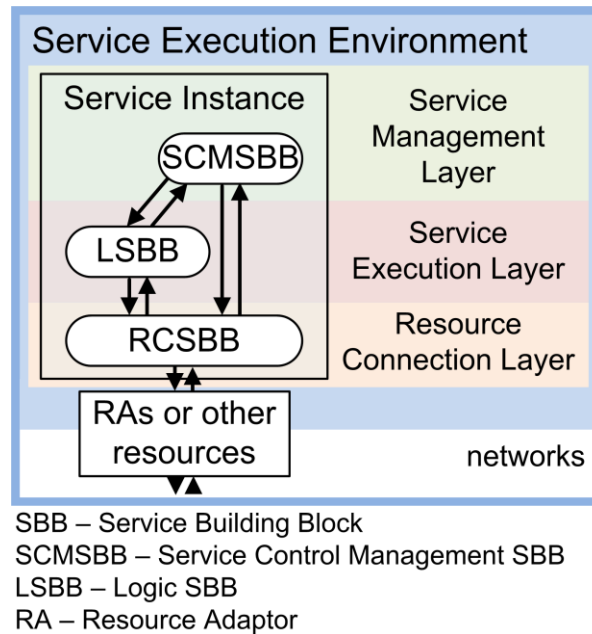 Service Execution Environment
Service Instance
Service
Management
Layer
SCMSBB
LSBB
Service
Execution Layer
RCSBB
Resource
Connection Layer
RAs or other
resources
networks
SBB – Service Building Block
SCMSBB – Service Control Management SBB
LSBB – Logic SBB
RA – Resource Adaptor